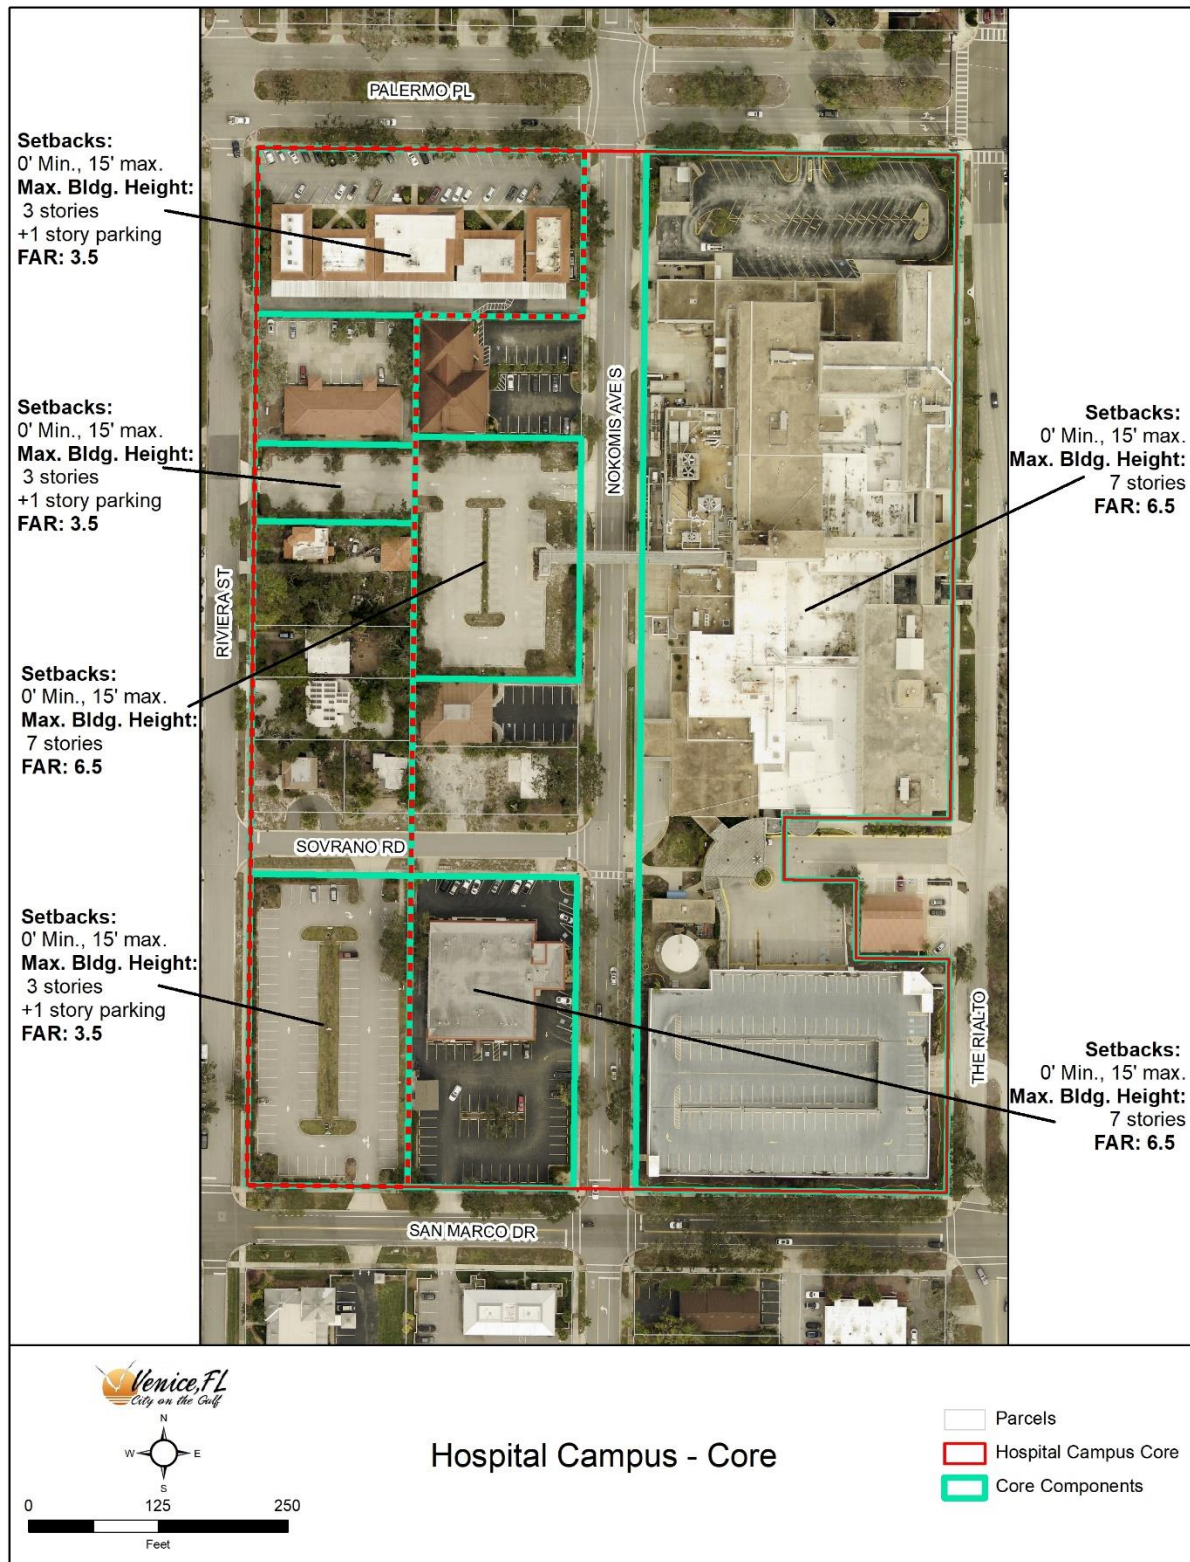 PALERMO PL
Setbacks:
0' Min., 15' max.
Max. Bldg. Height:
3 stories
+1 story parking
FAR: 3.5
NOKOMIS AVE S
Setbacks:
0' Min., 15' max.
Max. Bldg. Height:
3 stories
+1 story parking
FAR: 3.5
Setbacks:
0' Min., 15' max.
Max. Bldg. Height:
7 stories
FAR: 6.5
RIVIERA ST
Setbacks:
0' Min., 15' max.
Max. Bldg. Height:
7 stories
FAR: 6.5
SOVRANO RD
Setbacks:
0' Min., 15' max.
Max. Bldg. Height:
3 stories
+1 story parking
FAR: 3.5
THE RIALTO
Setbacks:
0' Min., 15' max.
Max. Bldg. Height:
7 stories
FAR: 6.5
SAN MARCO DR
Venice, FL
City on the Gulf
N
W E
S
0 125 250
Feet
Hospital Campus - Core
Parcels
Hospital Campus Core
Core Components